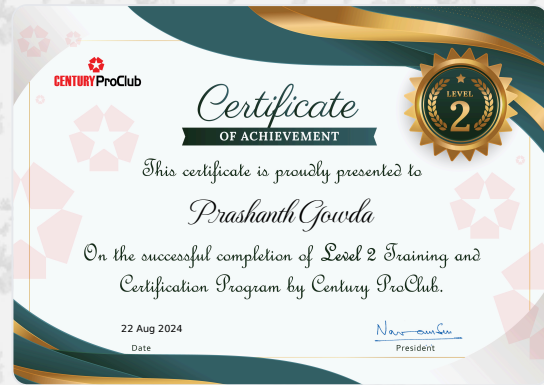 CENTURY ProClub
LEVEL
2
Certificate
OF ACHIEVEMENT
This certificate is proudly presented to
Prashanth Gowda
On the successful completion of Level 2 Training and
Certification Program by Century ProClub.
22 Aug 2024
Date
President